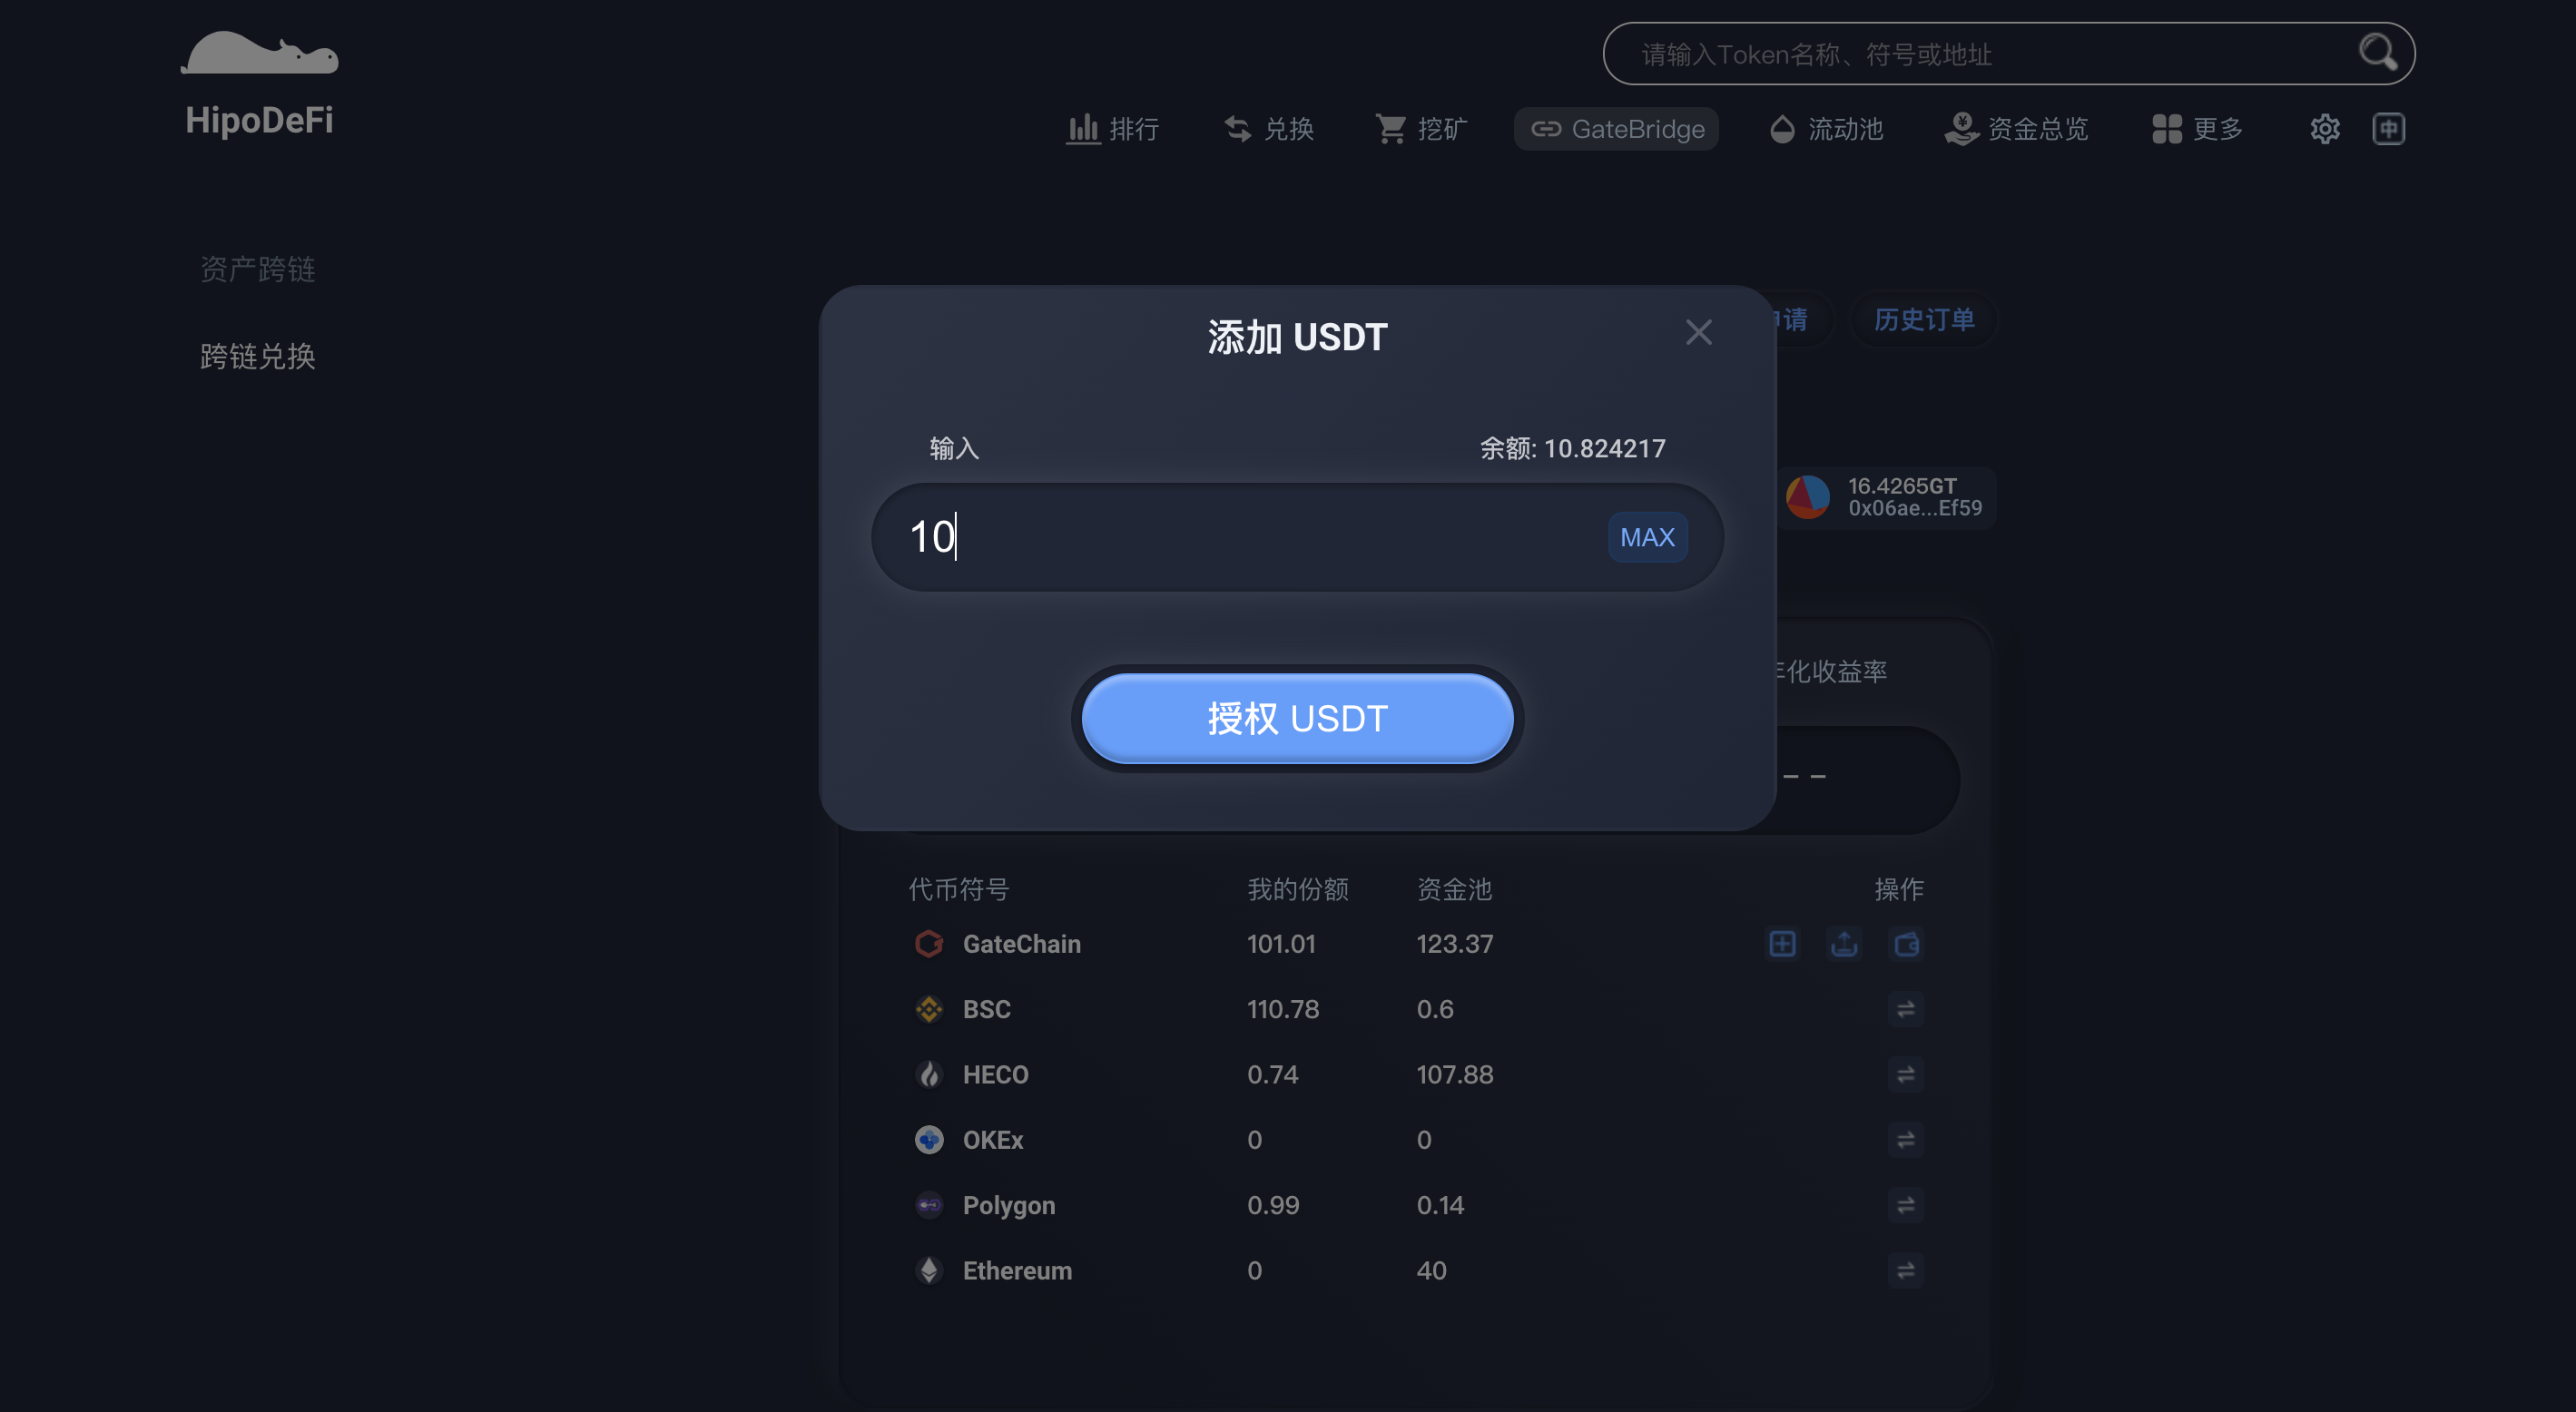 HipoDeFi
请输入Token名称、符号或地址
排行
兑换
挖矿
GateBridge
流动池
资金总览
更多
中
资产跨链
跨链兑换
请
历史订单
添加 USDT
输入
余额: 10.824217
10
MAX
授权 USDT
16.4265GT
0x06ae...Ef59
化收益率
--
代币符号 我的份额 资金池 操作
GateChain 101.01 123.37
BSC 110.78 0.6
HECO 0.74 107.88
OKEx 0 0
Polygon 0.99 0.14
Ethereum 0 40